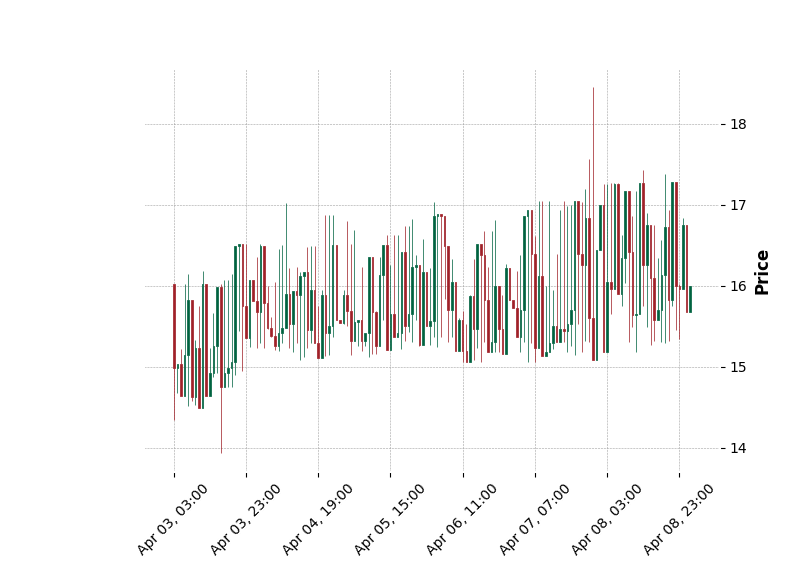 18
17
16
15
14
Price
Apr 03, 03:00
Apr 03, 23:00
Apr 04, 19:00
Apr 05, 15:00
Apr 06, 11:00
Apr 07, 07:00
Apr 08, 03:00
Apr 08, 23:00